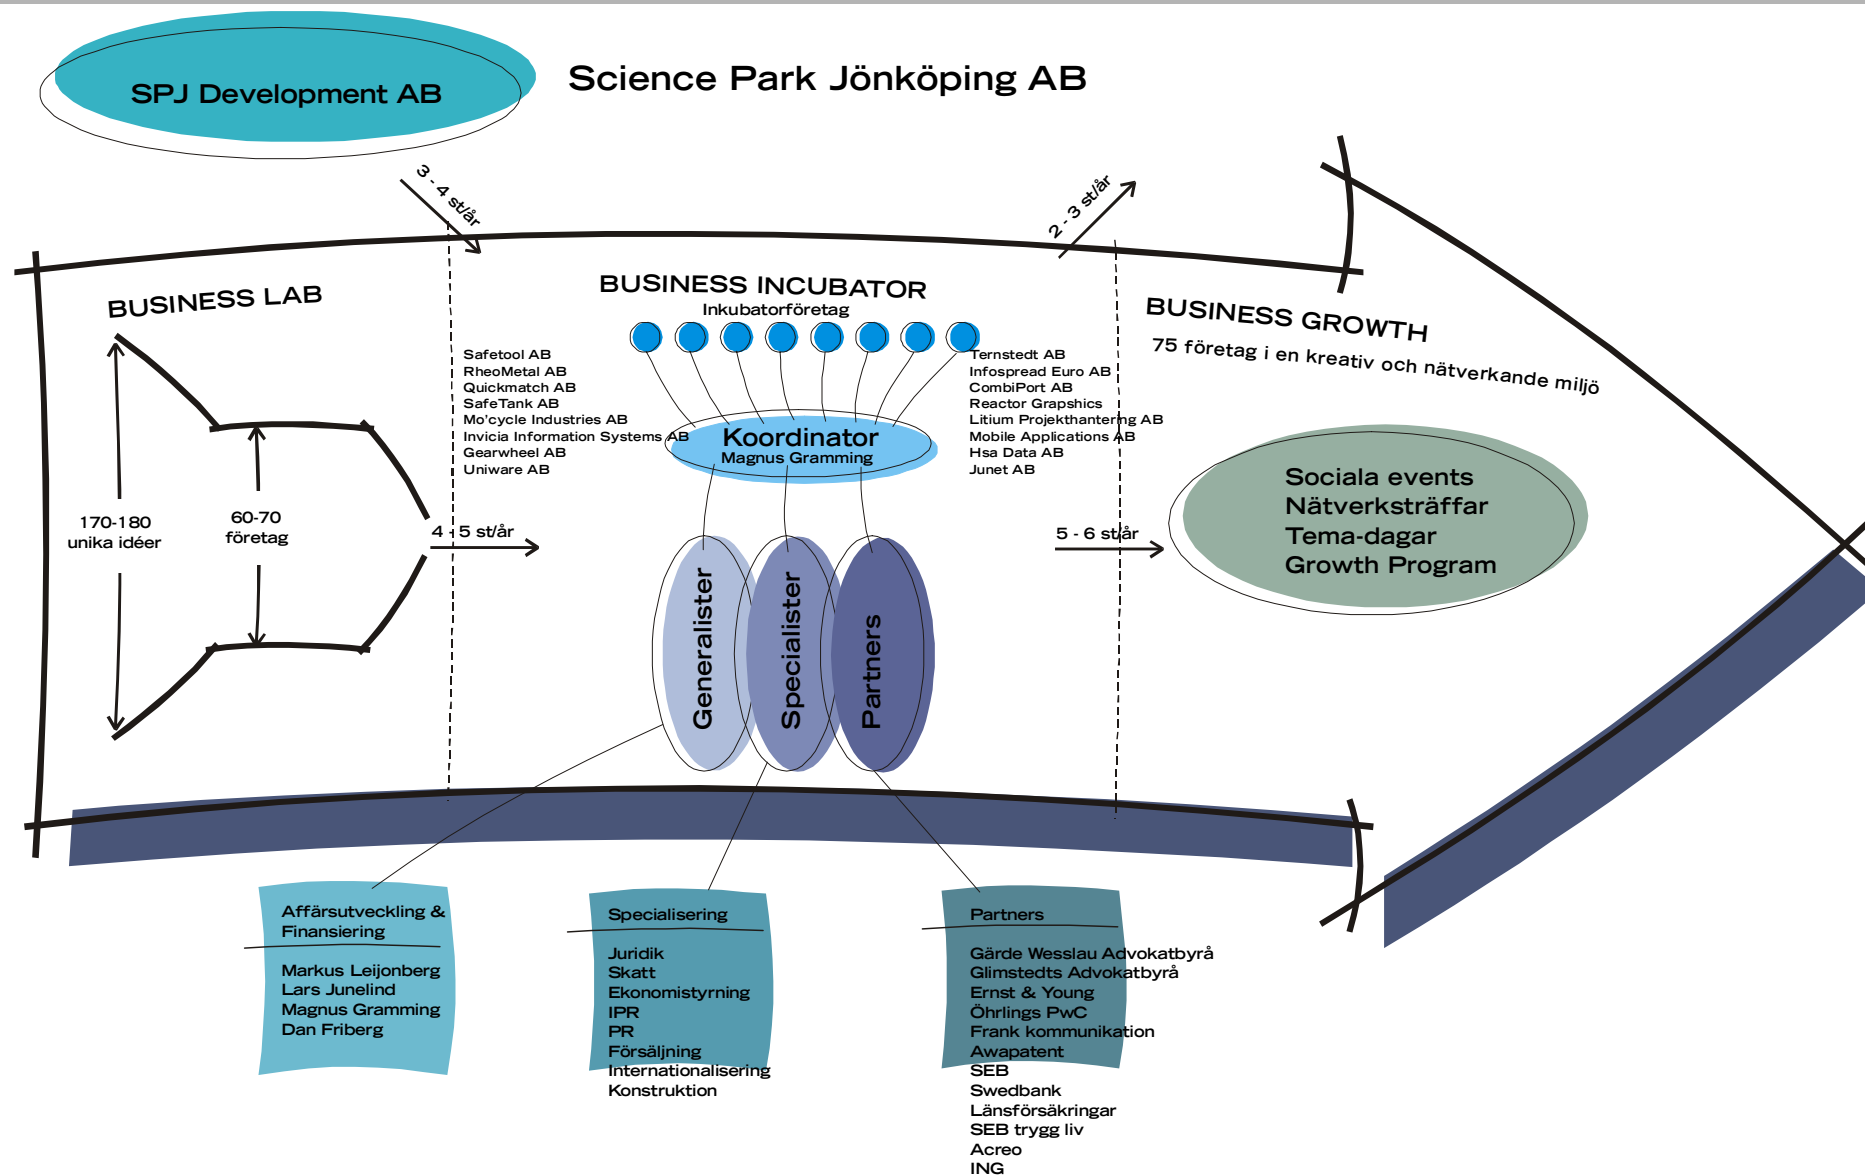 SPJ Development AB
Science Park Jönköping AB
3 - 4 st/år
2 - 3 st/år
BUSINESS LAB
170-180
unika idéer
60-70
företag
4 - 5 st/år
BUSINESS INCUBATOR
Inkubatorföretag
Safetool AB
RheoMetal AB
Quickmatch AB
SafeTank AB
Mo'cycle Industries AB
Invicia Information Systems AB
Gearwheel AB
Uniware AB
Koordinator
Magnus Gramming
Ternstedt AB
Infospread Euro AB
CombiPort AB
Reactor Grapshics
Litium Projekthantering AB
Mobile Applications AB
Hsa Data AB
Junet AB
Generalister
Specialister
Partners
5 - 6 st/år
BUSINESS GROWTH
75 företag i en kreativ och nätverkande miljö
Sociala events
Nätverksträffar
Tema-dagar
Growth Program
Affärsutveckling &
Finansiering
Markus Leijonberg
Lars Junelind
Magnus Gramming
Dan Friberg
Specialisering
Juridik
Skatt
Ekonomistyrning
IPR
PR
Försäljning
Internationalisering
Konstruktion
Partners
Gärde Wesslau Advokatbyrå
Glimstedts Advokatbyrå
Ernst & Young
Öhrlings PwC
Frank kommunikation
Awapatent
SEB
Swedbank
Länsförsäkringar
SEB trygg liv
Acreo
ING